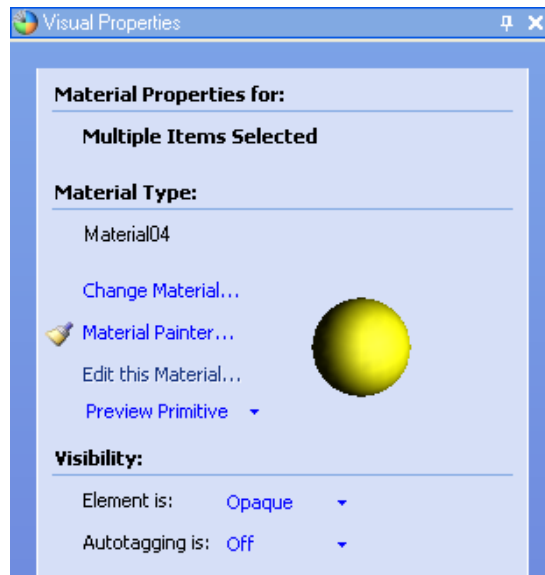 Visual Properties
Material Properties for:
Multiple Items Selected
Material Type:
Material04
Change Material...
Material Painter...
Edit this Material...
Preview Primitive
Visibility:
Element is: Opaque
Autotagging is: Off